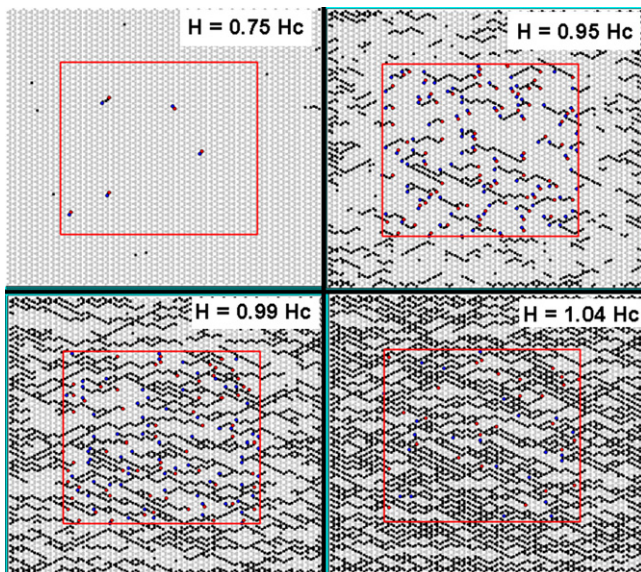 H = 0.75 Hc
H = 0.95 Hc
H = 0.99 Hc
H = 1.04 Hc